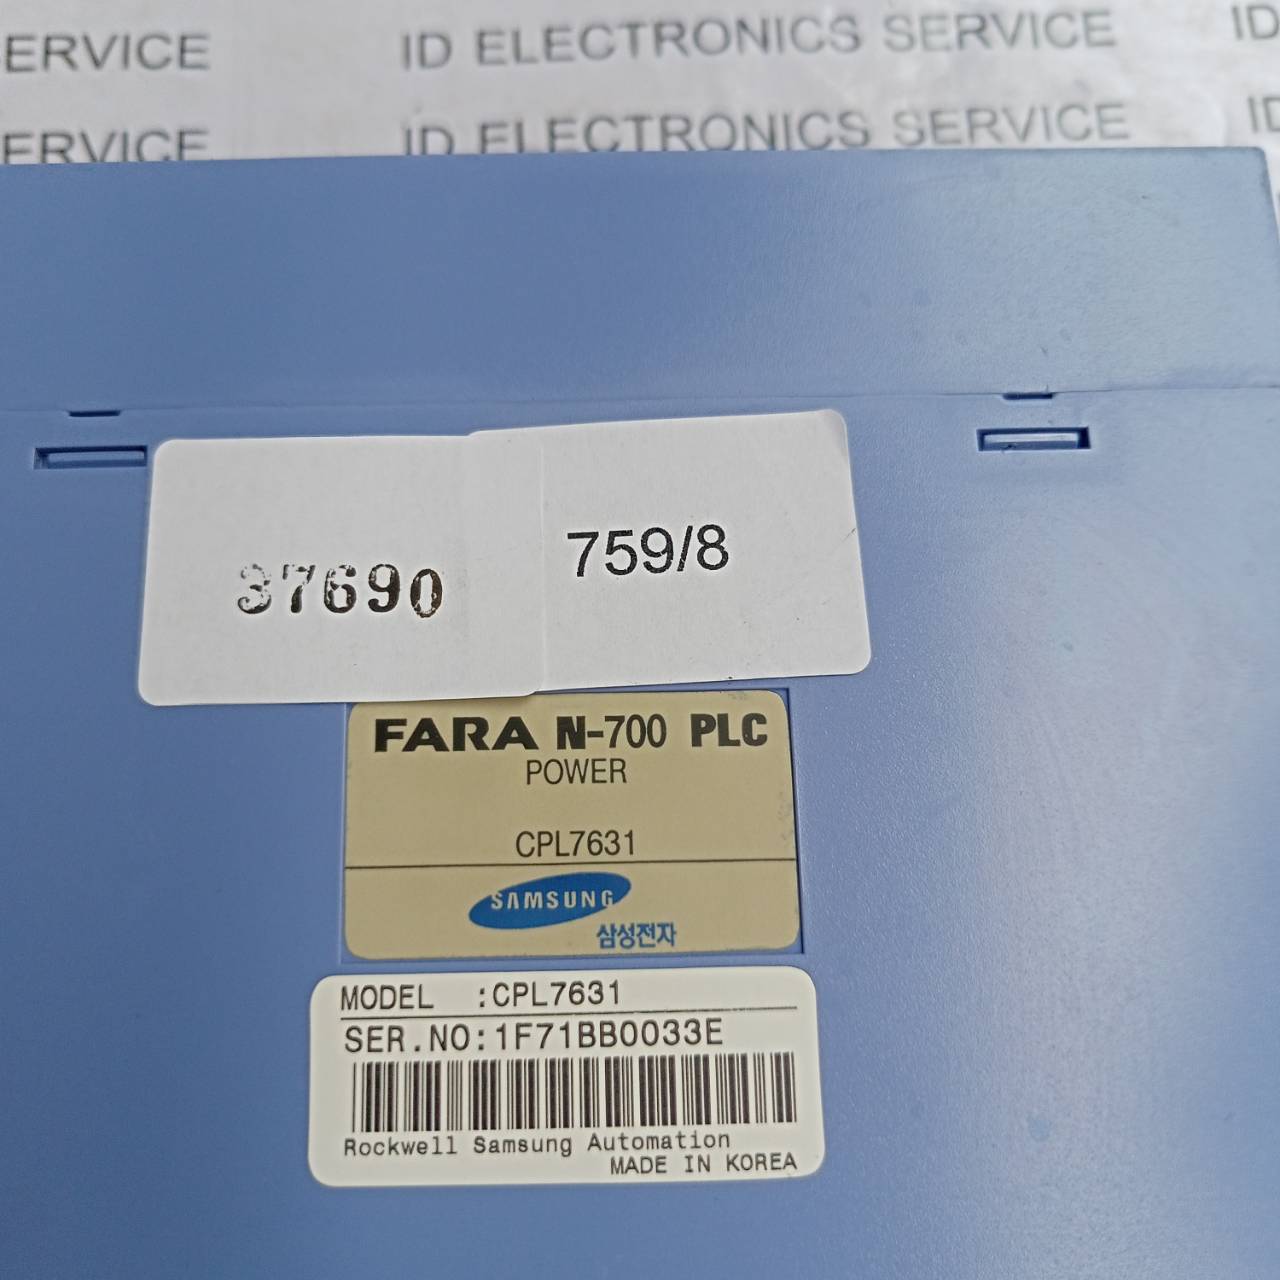 ERVICE ID ELECTRONICS SERVICE ID
ERVICE ID ELECTRONICS SERVICE ID
37690
759/8
FARA N-700 PLC
POWER
CPL7631
SAMSUNG
삼성전자
MODEL :CPL7631
SER.NO:1F71BB0033E
Rockwell Samsung Automation
MADE IN KOREA